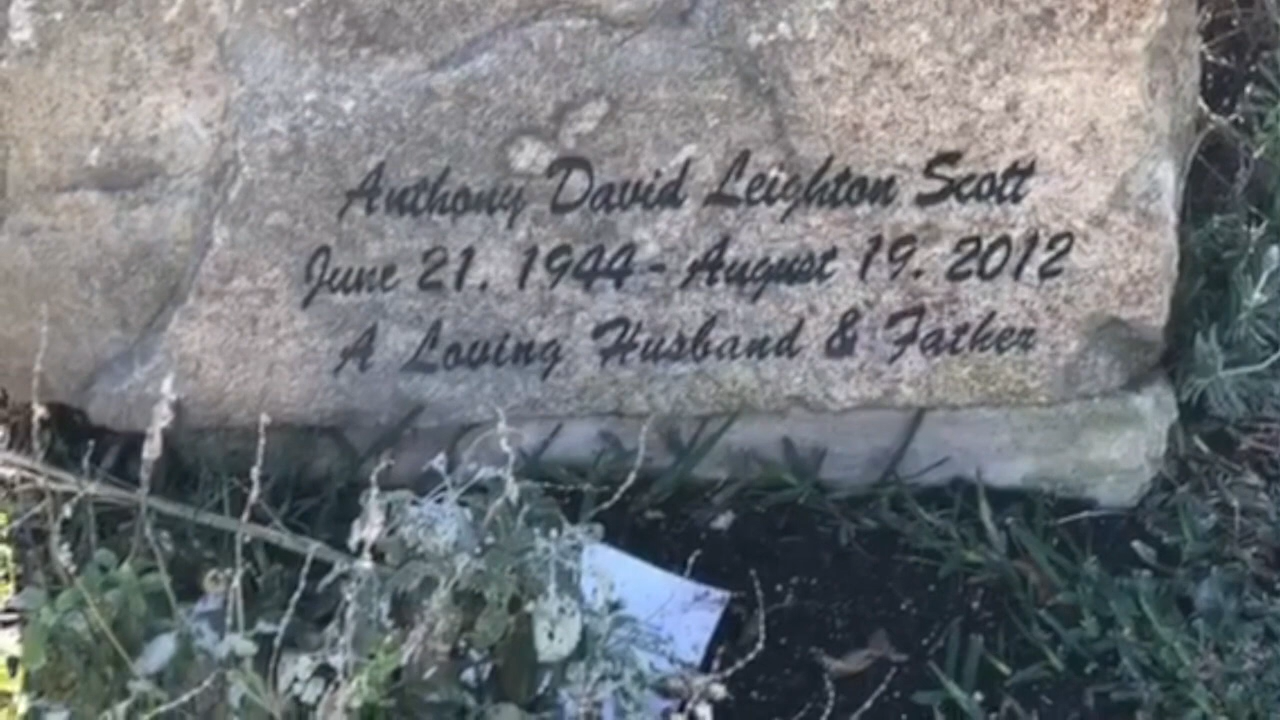 Anthony David Leighton Scott
June 21. 1944 - August 19. 2012
A Loving Husband & Father